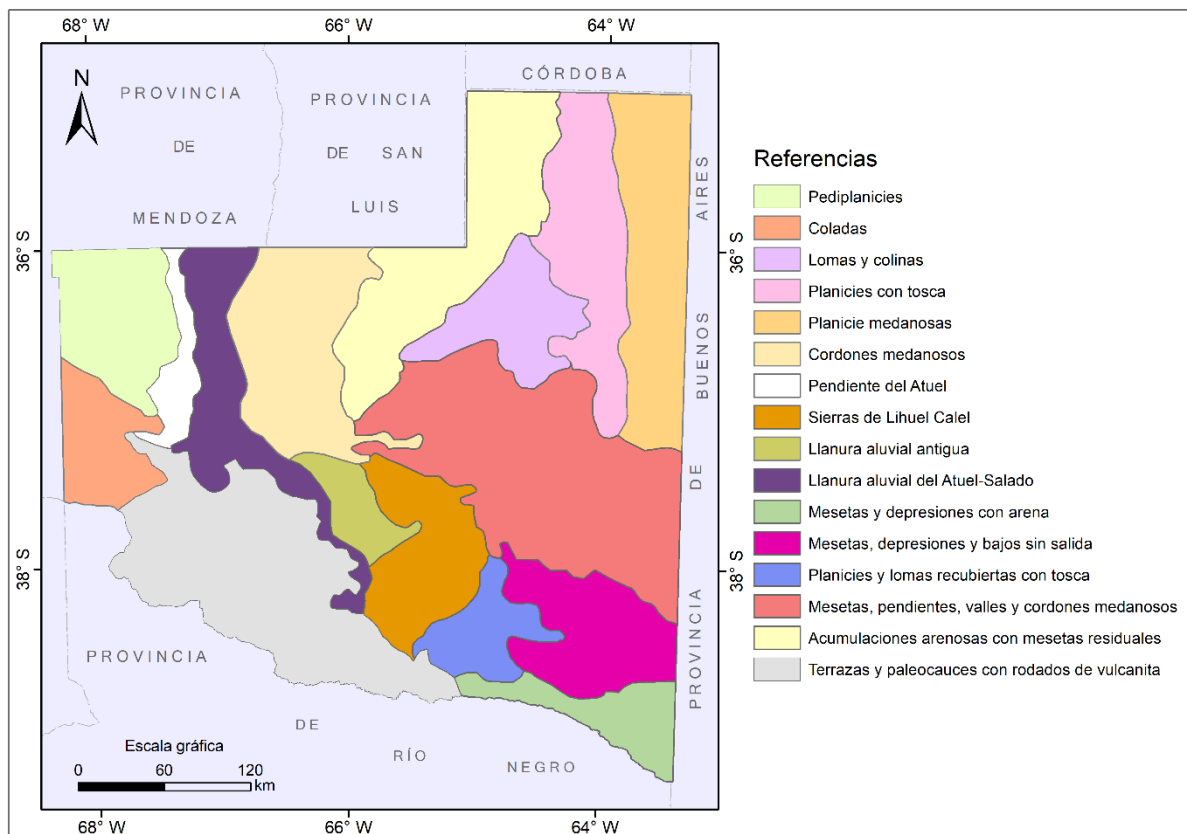 68° W
66° W
64° W
N
CÓRDOBA
PROVINCIA
DE
MENDOZA
PROVINCIA
DE SAN
LUIS
36° S
36° S
38° S
38° S
PROVINCIA DE BUENOS AIRES
PROVINCIA
DE
RÍO
NEGRO
Escala gráfica
0 60 120
km
68° W
66° W
64° W
Referencias
Pediplanicies
Coladas
Lomas y colinas
Planicies con tosca
Planicie medanosas
Cordones medanosos
Pendiente del Atuel
Sierras de Lihuel Calel
Llanura aluvial antigua
Llanura aluvial del Atuel-Salado
Mesetas y depresiones con arena
Mesetas, depresiones y bajos sin salida
Planicies y lomas recubiertas con tosca
Mesetas, pendientes, valles y cordones medanosos
Acumulaciones arenosas con mesetas residuales
Terrazas y paleocauces con rodados de vulcanita